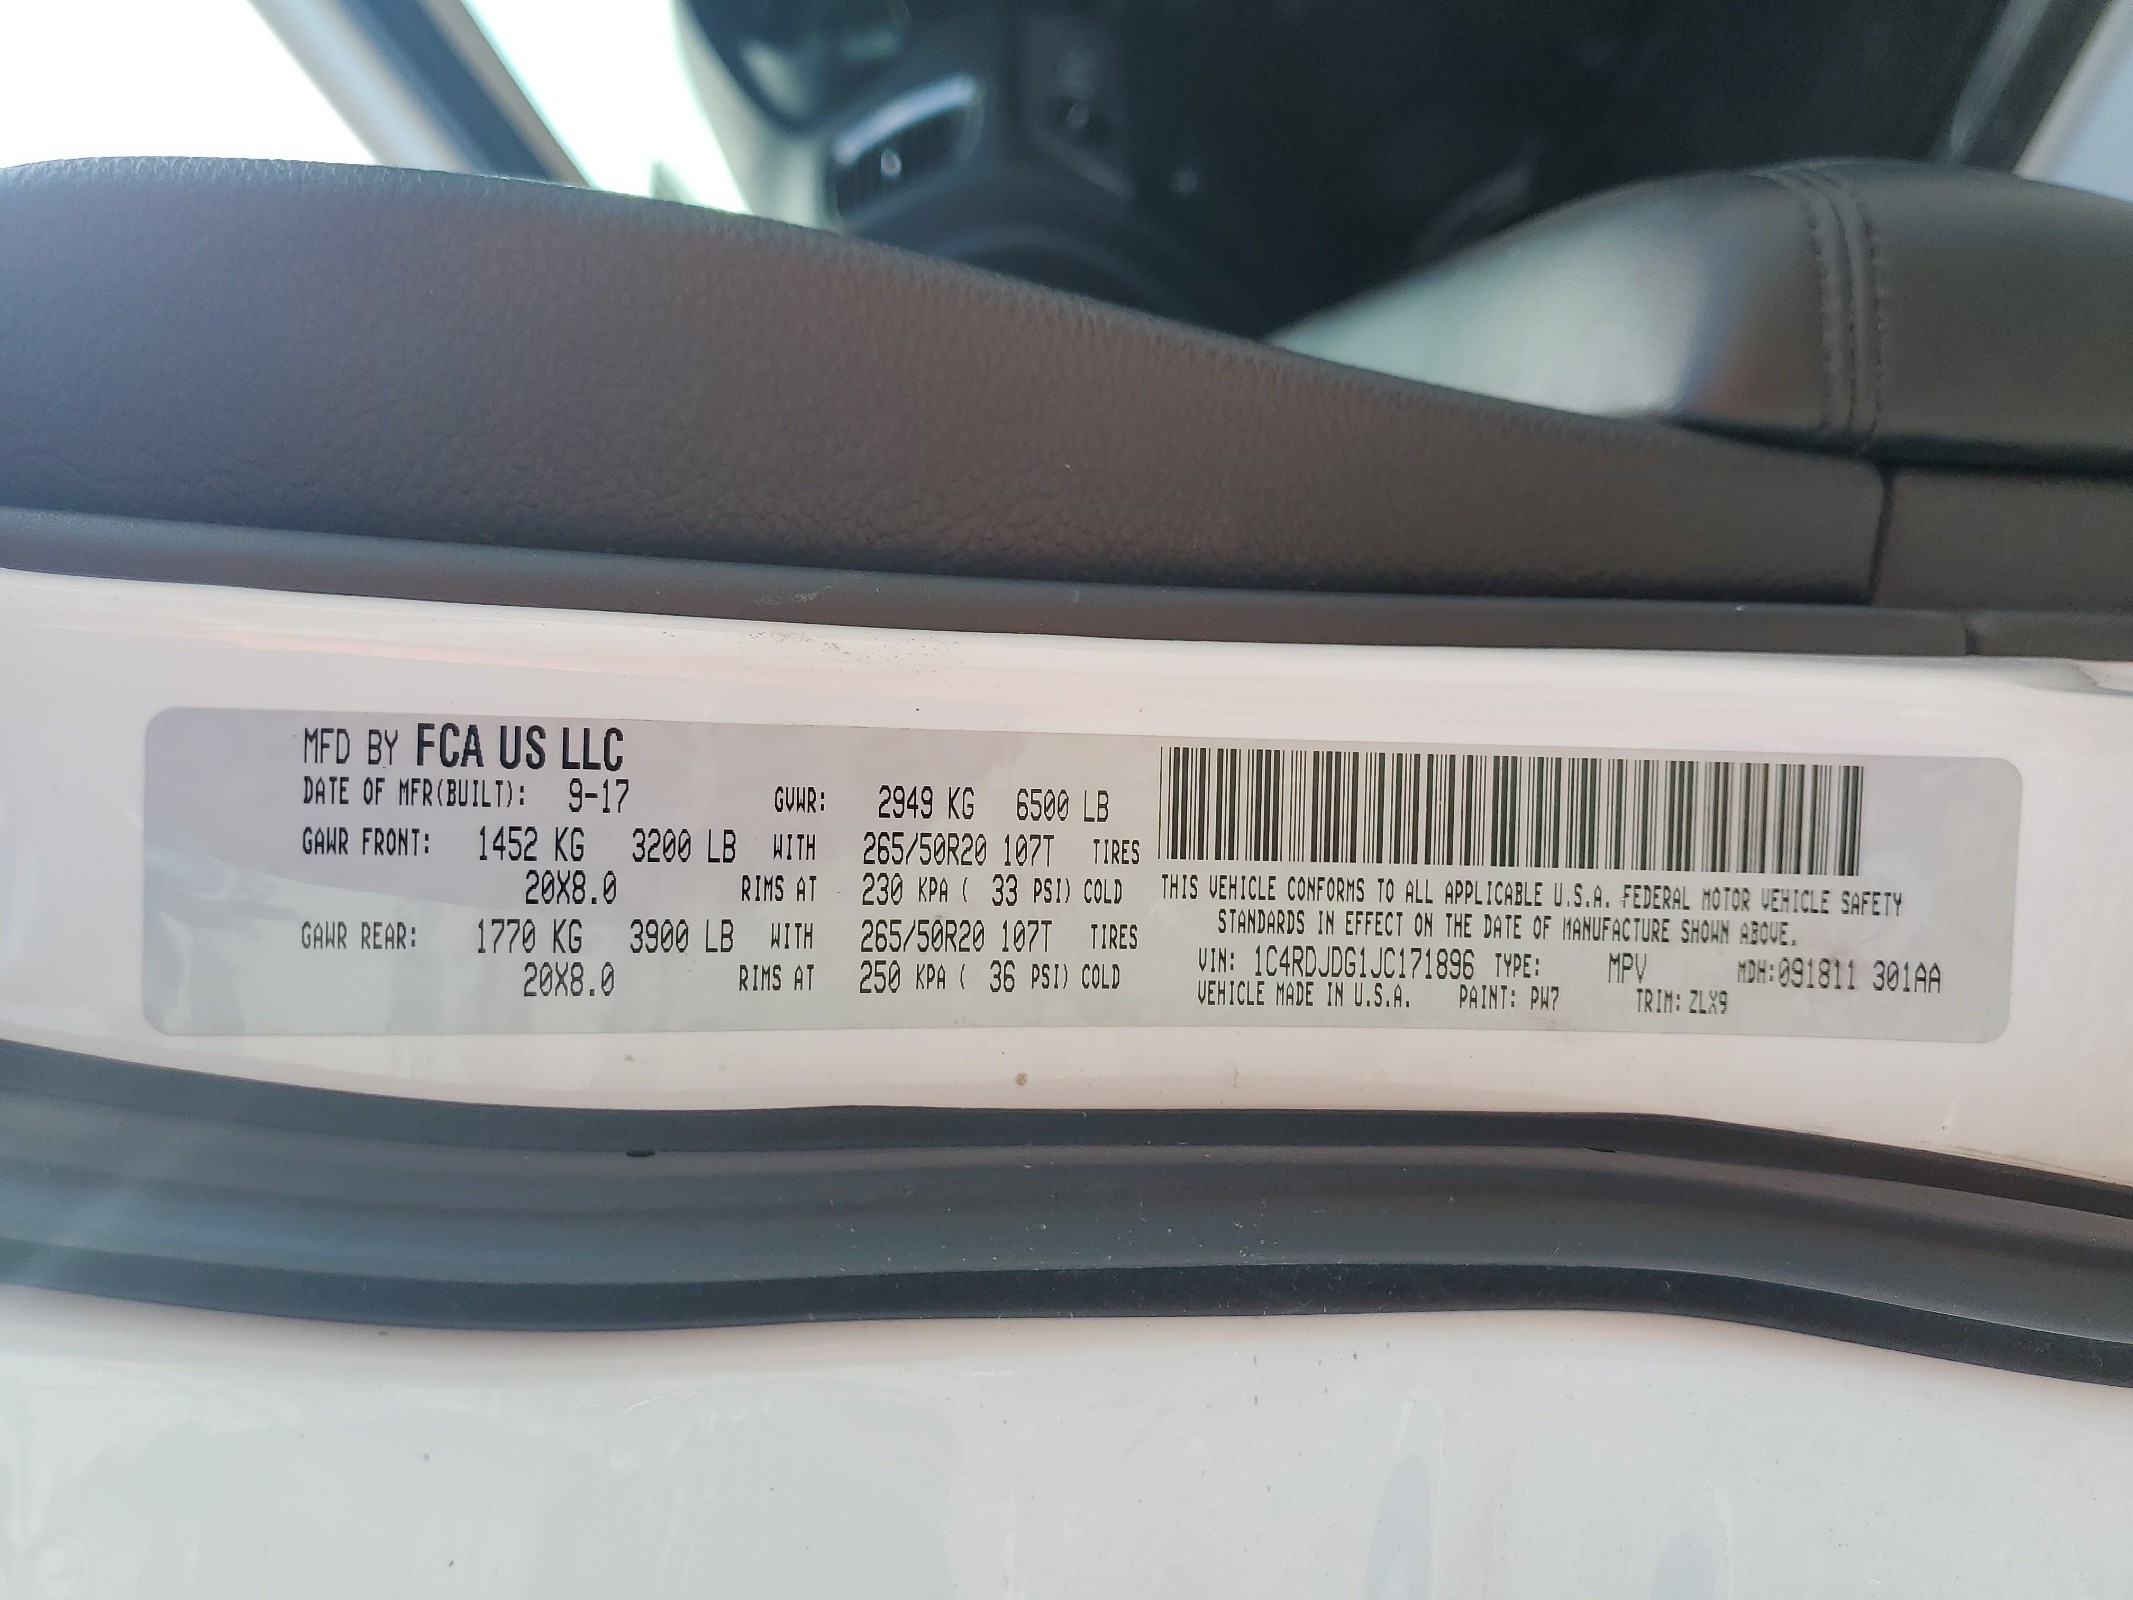 MFD BY FCA US LLC
DATE OF MFR(BUILT): 9-17 GVWR: 2949 KG 6500 LB
GAWR FRONT: 1452 KG 3200 LB WITH 265/50R20 107T TIRES
20X8.0 RIMS AT 230 KPA ( 33 PSI) COLD
GAWR REAR: 1770 KG 3900 LB WITH 265/50R20 107T TIRES
20X8.0 RIMS AT 250 KPA ( 36 PSI) COLD
THIS VEHICLE CONFORMS TO ALL APPLICABLE U.S.A. FEDERAL MOTOR VEHICLE SAFETY
STANDARDS IN EFFECT ON THE DATE OF MANUFACTURE SHOWN ABOVE.
VIN: 1C4RDJDG1JC171896 TYPE: MPV MDH:091811 301AA
VEHICLE MADE IN U.S.A. PAINT: PW7 TRIM: ZLX9